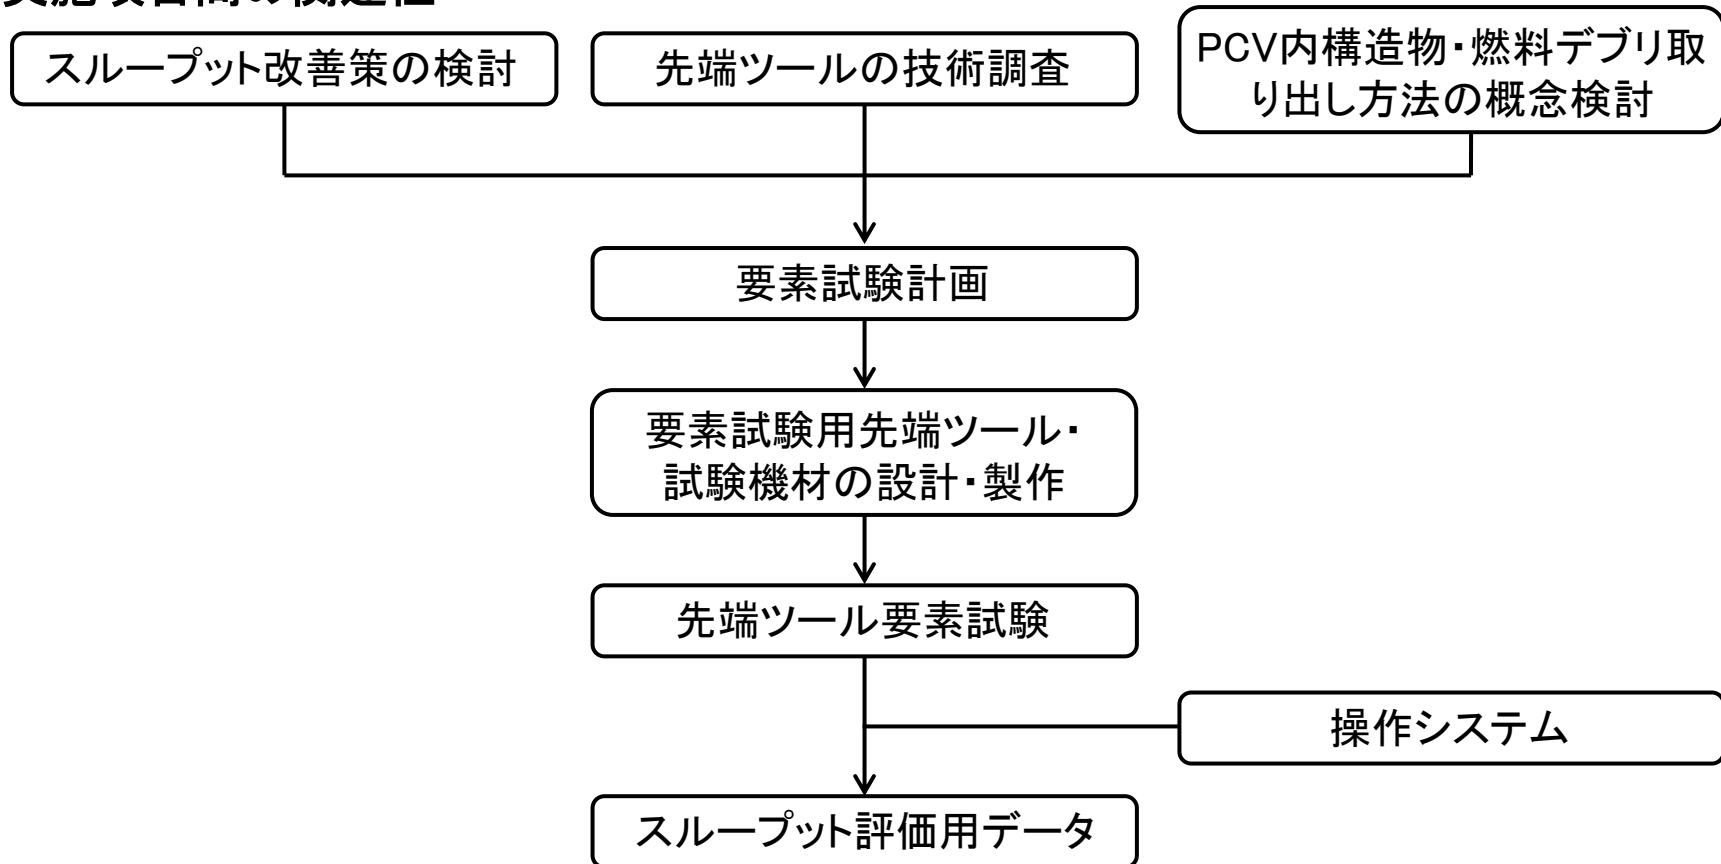 スループット改善策の検討
先端ツールの技術調査
PCV内構造物・燃料デブリ取
り出し方法の概念検討
要素試験計画
要素試験用先端ツール・
試験機材の設計・製作
先端ツール要素試験
操作システム
スループット評価用データ